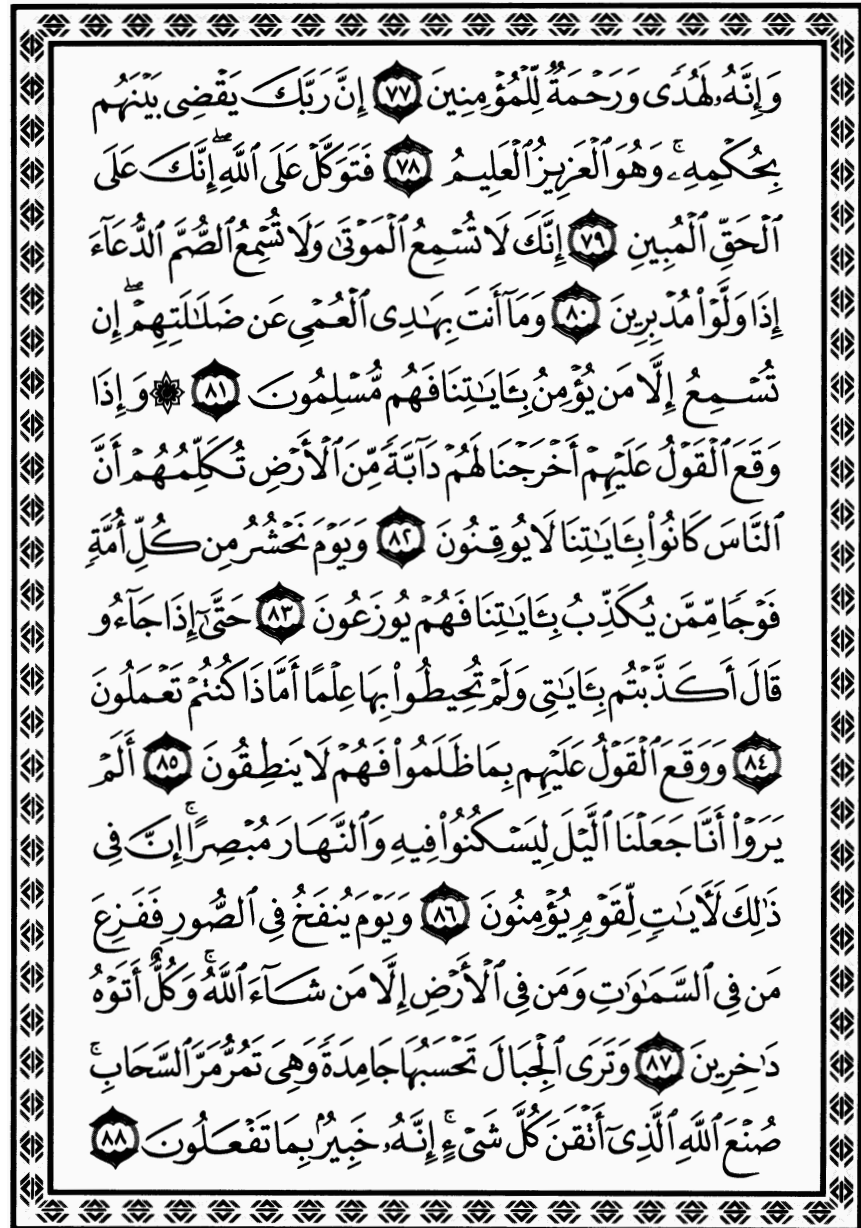 وَإِنَّهُۥ لَهُدٗى وَرَحۡمَةٞ لِّلۡمُؤۡمِنِينَ ٧٧ إِنَّ رَبَّكَ يَقۡضِي بَيۡنَهُم
بِحُكۡمِهِۦۚ وَهُوَ ٱلۡعَزِيزُ ٱلۡعَلِيمُ ٧٨ فَتَوَكَّلۡ عَلَى ٱللَّهِۖ إِنَّكَ عَلَى
ٱلۡحَقِّ ٱلۡمُبِينِ ٧٩ إِنَّكَ لَا تُسۡمِعُ ٱلۡمَوۡتَىٰ وَلَا تُسۡمِعُ ٱلصُّمَّ ٱلدُّعَآءَ
إِذَا وَلَّوۡاْ مُدۡبِرِينَ ٨٠ وَمَآ أَنتَ بِهَٰدِي ٱلۡعُمۡيِ عَن ضَلَٰلَتِهِمۡۖ إِن
تُسۡمِعُ إِلَّا مَن يُؤۡمِنُ بِـَٔايَٰتِنَا فَهُم مُّسۡلِمُونَ ٨١ ۞ وَإِذَا
وَقَعَ ٱلۡقَوۡلُ عَلَيۡهِمۡ أَخۡرَجۡنَا لَهُمۡ دَآبَّةٗ مِّنَ ٱلۡأَرۡضِ تُكَلِّمُهُمۡ أَنَّ
ٱلنَّاسَ كَانُواْ بِـَٔايَٰتِنَا لَا يُوقِنُونَ ٨٢ وَيَوۡمَ نَحۡشُرُ مِن كُلِّ أُمَّةٖ
فَوۡجٗا مِّمَّن يُكَذِّبُ بِـَٔايَٰتِنَا فَهُمۡ يُوزَعُونَ ٨٣ حَتَّىٰٓ إِذَا جَآءُو
قَالَ أَكَذَّبۡتُم بِـَٔايَٰتِي وَلَمۡ تُحِيطُواْ بِهَا عِلۡمًا أَمَّاذَا كُنتُمۡ تَعۡمَلُونَ
٨٤ وَوَقَعَ ٱلۡقَوۡلُ عَلَيۡهِم بِمَا ظَلَمُواْ فَهُمۡ لَا يَنطِقُونَ ٨٥ أَلَمۡ
يَرَوۡاْ أَنَّا جَعَلۡنَا ٱلَّيۡلَ لِيَسۡكُنُواْ فِيهِ وَٱلنَّهَارَ مُبۡصِرًاۚ إِنَّ فِي
ذَٰلِكَ لَأٓيَٰتٖ لِّقَوۡمٖ يُؤۡمِنُونَ ٨٦ وَيَوۡمَ يُنفَخُ فِي ٱلصُّورِ فَفَزِعَ
مَن فِي ٱلسَّمَٰوَٰتِ وَمَن فِي ٱلۡأَرۡضِ إِلَّا مَن شَآءَ ٱللَّهُۚ وَكُلٌّ أَتَوۡهُ
دَٰخِرِينَ ٨٧ وَتَرَى ٱلۡجِبَالَ تَحۡسَبُهَا جَامِدَةٗ وَهِيَ تَمُرُّ مَرَّ ٱلسَّحَابِۚ
صُنۡعَ ٱللَّهِ ٱلَّذِيٓ أَتۡقَنَ كُلَّ شَيۡءٍۚ إِنَّهُۥ خَبِيرُۢ بِمَا تَفۡعَلُونَ ٨٨